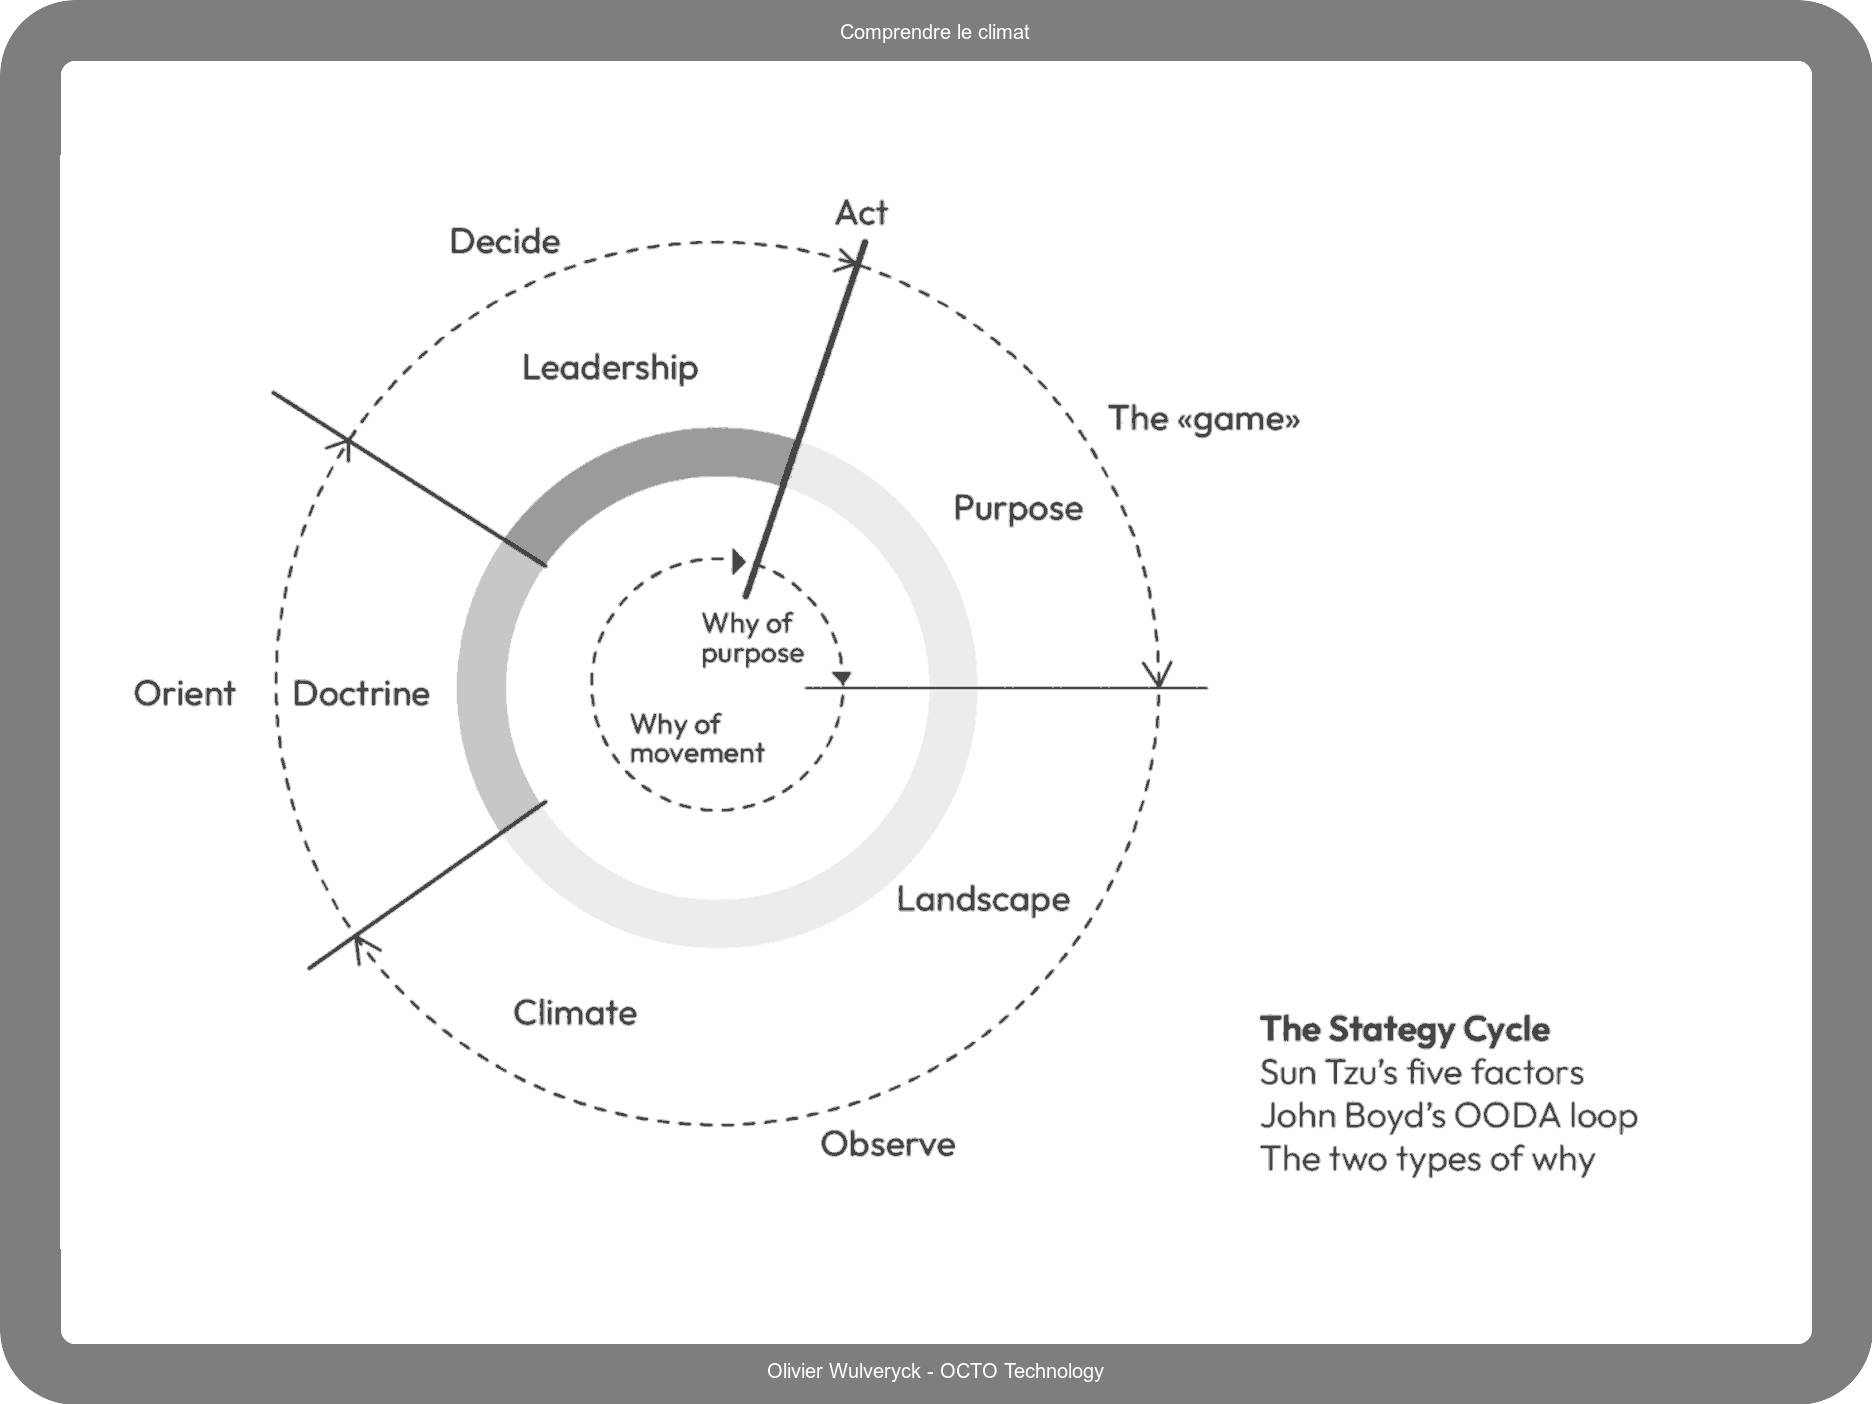 Comprendre le climat
Act
Decide
Leadership
The «game»
Purpose
Why of
purpose
Orient
Doctrine
Why of
movement
Landscape
Climate
Observe
The Stategy Cycle
Sun Tzu’s five factors
John Boyd’s OODA loop
The two types of why
Olivier Wulveryck - OCTO Technology